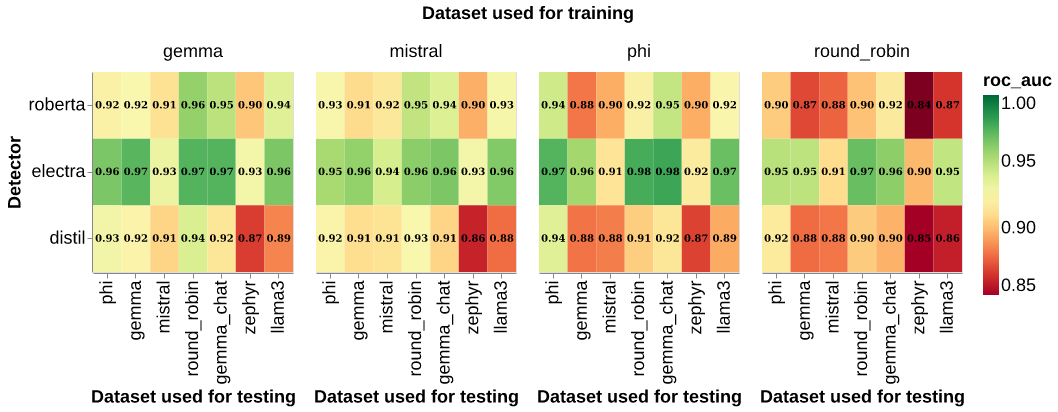 Dataset used for training
gemma mistral phi round_robin
roc_auc
Detector
roberta 0.92 0.92 0.91 0.96 0.95 0.90 0.94 0.93 0.91 0.92 0.95 0.94 0.90 0.93 0.94 0.88 0.90 0.92 0.95 0.90 0.92 0.90 0.87 0.88 0.90 0.92 0.84 0.87
electra 0.96 0.97 0.93 0.97 0.97 0.93 0.96 0.95 0.96 0.94 0.96 0.96 0.93 0.96 0.97 0.96 0.91 0.98 0.98 0.92 0.97 0.95 0.95 0.91 0.97 0.96 0.90 0.95
distil 0.93 0.92 0.91 0.94 0.92 0.87 0.89 0.92 0.91 0.91 0.93 0.91 0.86 0.88 0.94 0.88 0.88 0.91 0.92 0.87 0.89 0.92 0.88 0.88 0.90 0.90 0.85 0.86
1.00
0.95
0.90
0.85
phi gemma mistral round_robin gemma_chat zephyr llama3 phi gemma mistral round_robin gemma_chat zephyr llama3 phi gemma mistral round_robin gemma_chat zephyr llama3 phi gemma mistral round_robin gemma_chat zephyr llama3
Dataset used for testing Dataset used for testing Dataset used for testing Dataset used for testing